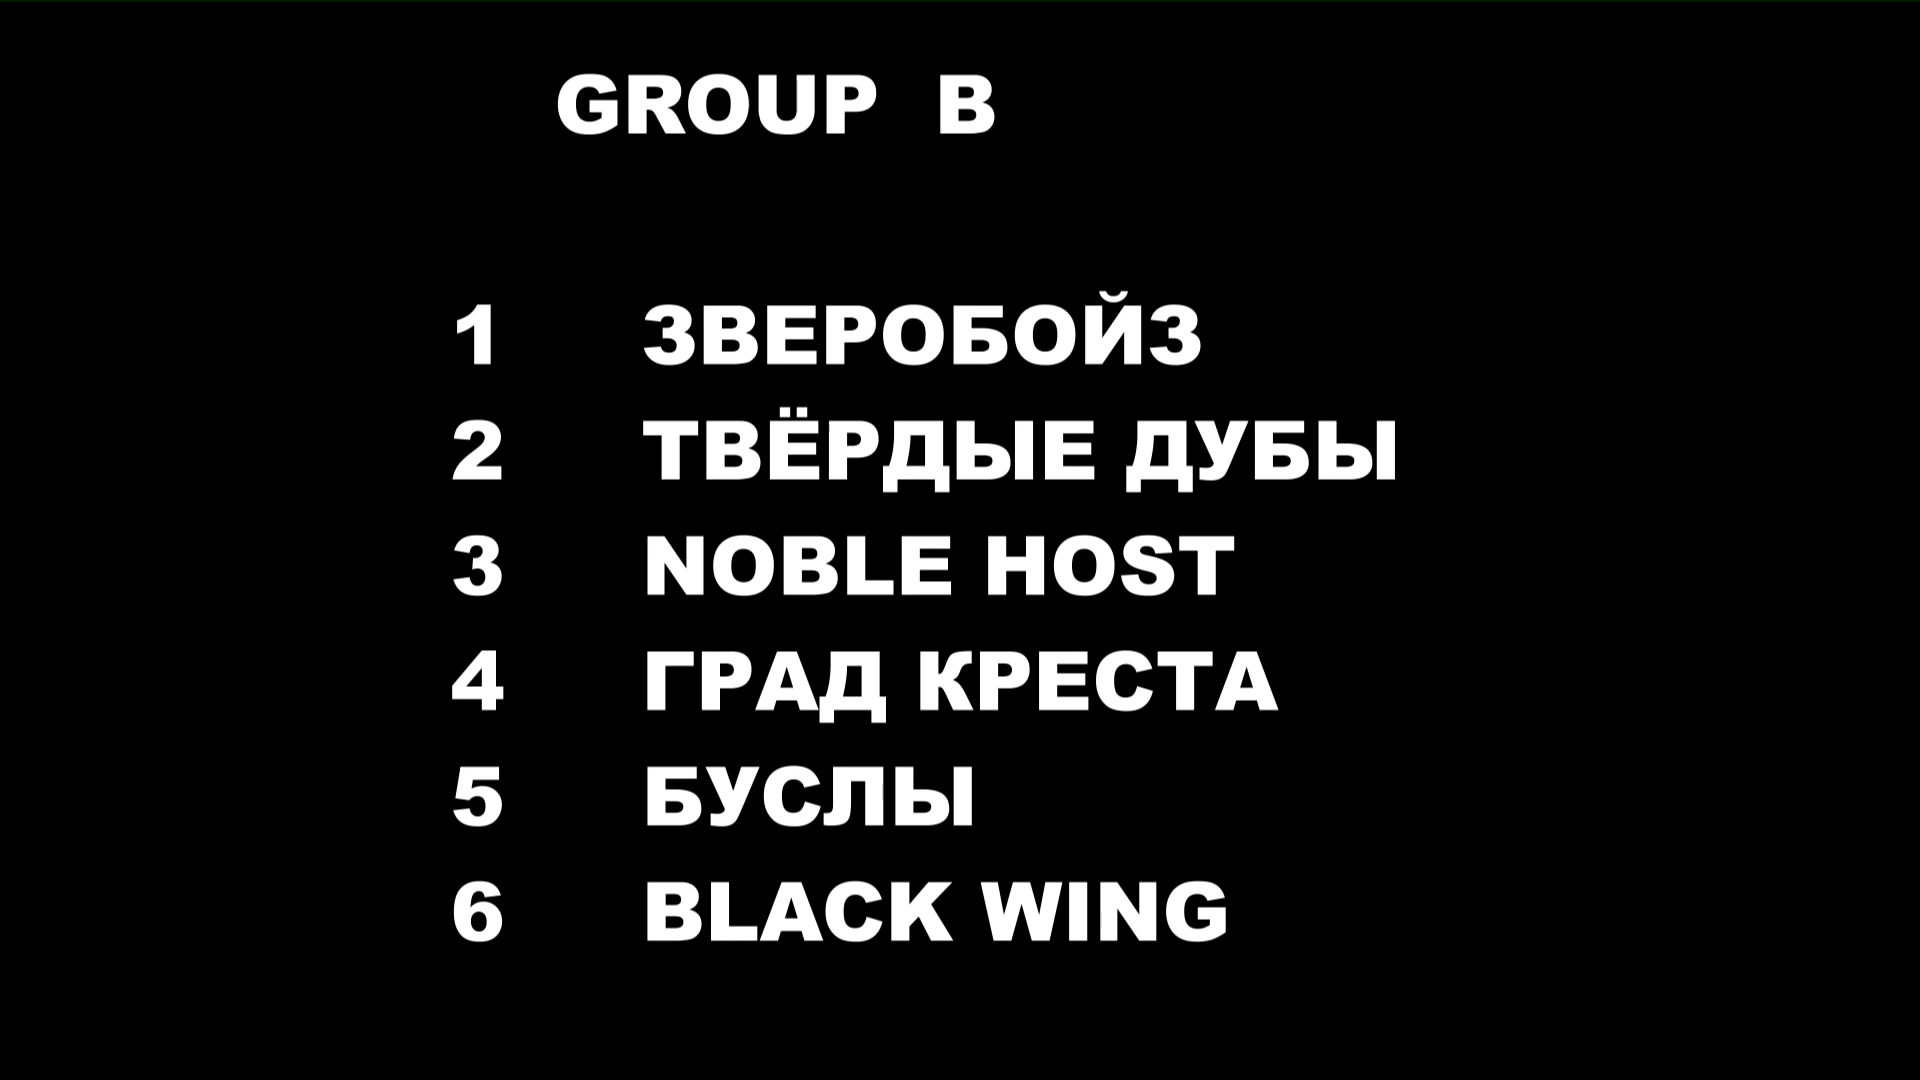 GROUP B
1 ЗВЕРОБОЙЗ
2 ТВЁРДЫЕ ДУБЫ
3 NOBLE HOST
4 ГРАД КРЕСТА
5 БУСЛЫ
6 BLACK WING